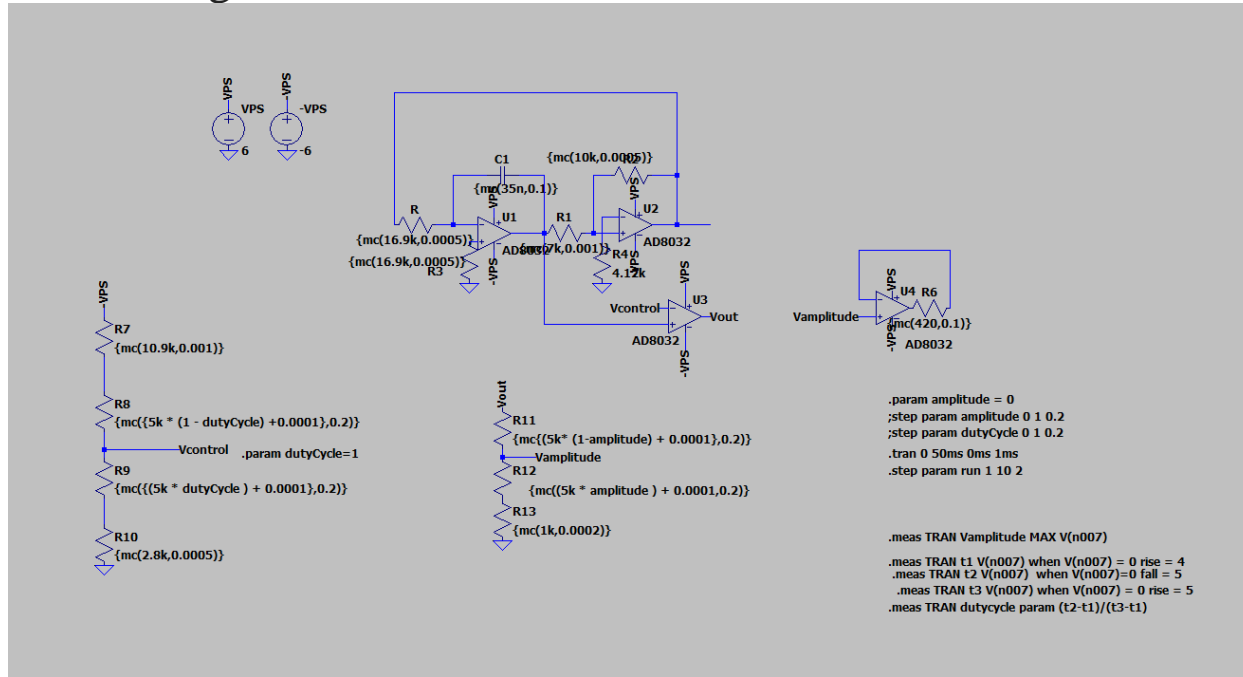 VPS
VPS
6
-VPS
-VPS
-6
C1
{mc(35n,0.1)}
{mc(10k,0.0005)}
R2
VPS
VPS
R
{mc(16.9k,0.0005)}
U1
AD8032
-VPS
{mc(16.9k,0.0005)}
R3
R1
{mc(7k,0.001)}
U2
AD8032
-VPS
R4
4.12k
VPS
Vcontrol
U3
Vout
AD8032
-VPS
Vamplitude
VPS
U4
R6
{mc(420,0.1)}
-VPS
AD8032
-VPS
R7
{mc(10.9k,0.001)}
R8
{mc({5k * (1 - dutyCycle) +0.0001},0.2)}
Vcontrol
.param dutyCycle=1
R9
{mc({(5k * dutyCycle ) + 0.0001},0.2)}
R10
{mc(2.8k,0.0005)}
Vout
R11
{mc{(5k* (1-amplitude) + 0.0001},0.2)}
Vamplitude
R12
{mc((5k * amplitude ) + 0.0001,0.2)}
R13
{mc(1k,0.0002)}
.param amplitude = 0
;step param amplitude 0 1 0.2
;step param dutyCycle 0 1 0.2
.tran 0 50ms 0ms 1ms
.step param run 1 10 2
.meas TRAN Vamplitude MAX V(n007)
.meas TRAN t1 V(n007) when V(n007) = 0 rise = 4
.meas TRAN t2 V(n007)  when V(n007)=0 fall = 5
.meas TRAN t3 V(n007) when V(n007) = 0 rise = 5
.meas TRAN dutycycle param (t2-t1)/(t3-t1)